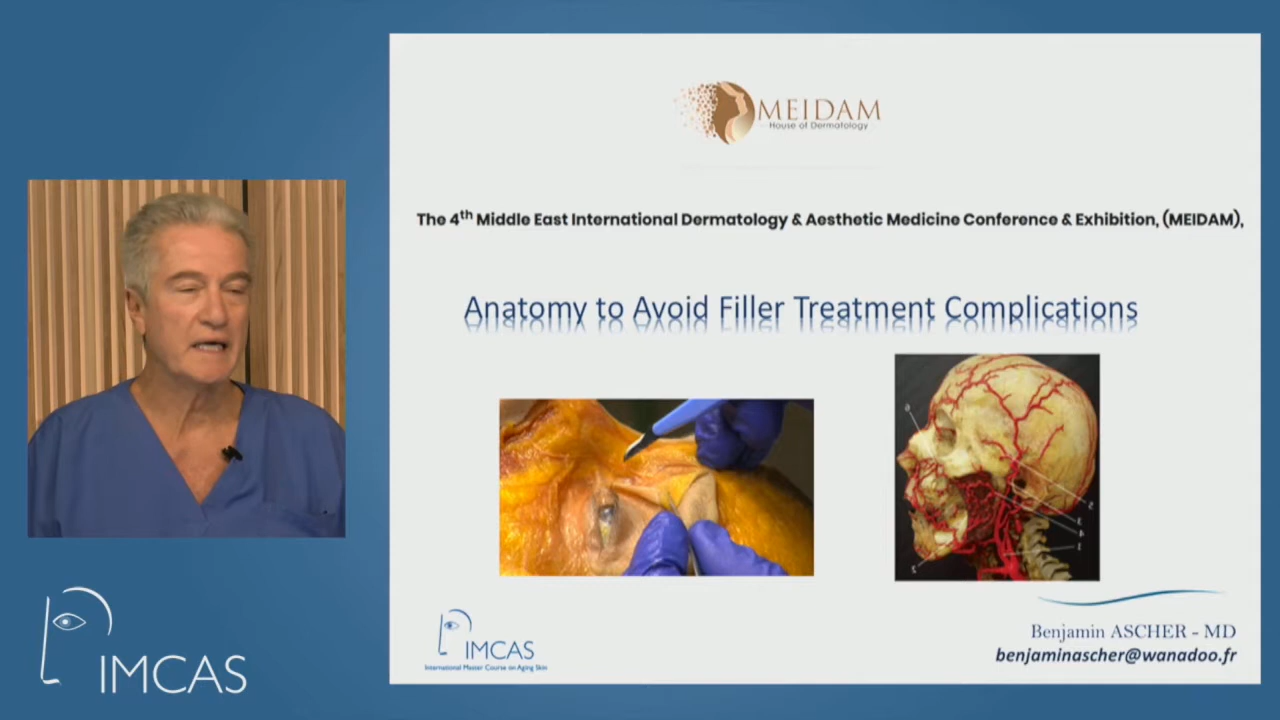 MEIDAM
House of Dermatology
The 4th Middle East International Dermatology & Aesthetic Medicine Conference & Exhibition, (MEIDAM),
Anatomy to Avoid Filler Treatment Complications
IMCAS
International Master Course on Aging Skin
Benjamin ASCHER - MD
benjaminascher@wanadoo.fr
IMCAS